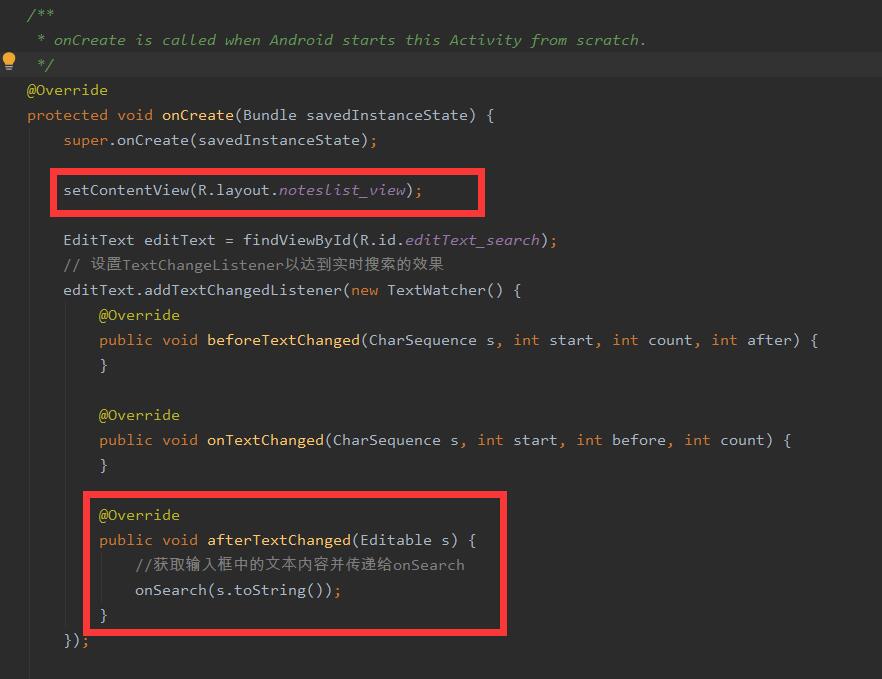 /**
 * onCreate is called when Android starts this Activity from scratch.
 */
@Override
protected void onCreate(Bundle savedInstanceState) {
    super.onCreate(savedInstanceState);
    setContentView(R.layout.noteslist_view);
    EditText editText = findViewById(R.id.editText_search);
    // 设置TextChangeListener以达到实时搜索的效果
    editText.addTextChangedListener(new TextWatcher() {
        @Override
        public void beforeTextChanged(CharSequence s, int start, int count, int after) {
        }
        @Override
        public void onTextChanged(CharSequence s, int start, int before, int count) {
        }
        @Override
        public void afterTextChanged(Editable s) {
            //获取输入框中的文本内容并传递给onSearch
            onSearch(s.toString());
        }
    });